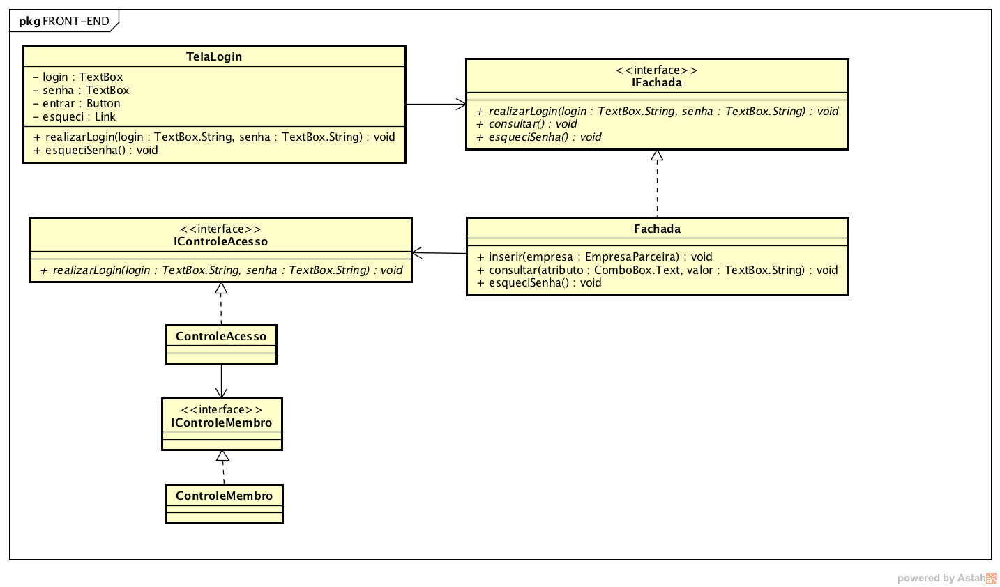 pkg FRONT-END
TelaLogin
- login : TextBox
- senha : TextBox
- entrar : Button
- esqueci : Link
+ realizarLogin(login : TextBox.String, senha : TextBox.String) : void
+ esqueciSenha() : void
<<interface>>
IFachada
+ realizarLogin(login : TextBox.String, senha : TextBox.String) : void
+ consultar() : void
+ esqueciSenha() : void
<<interface>>
IControleAcesso
+ realizarLogin(login : TextBox.String, senha : TextBox.String) : void
Fachada
+ inserir(empresa : EmpresaParceira) : void
+ consultar(atributo : ComboBox.Text, valor : TextBox.String) : void
+ esqueciSenha() : void
ControleAcesso
<<interface>>
IControleMembro
ControleMembro
powered by Astah